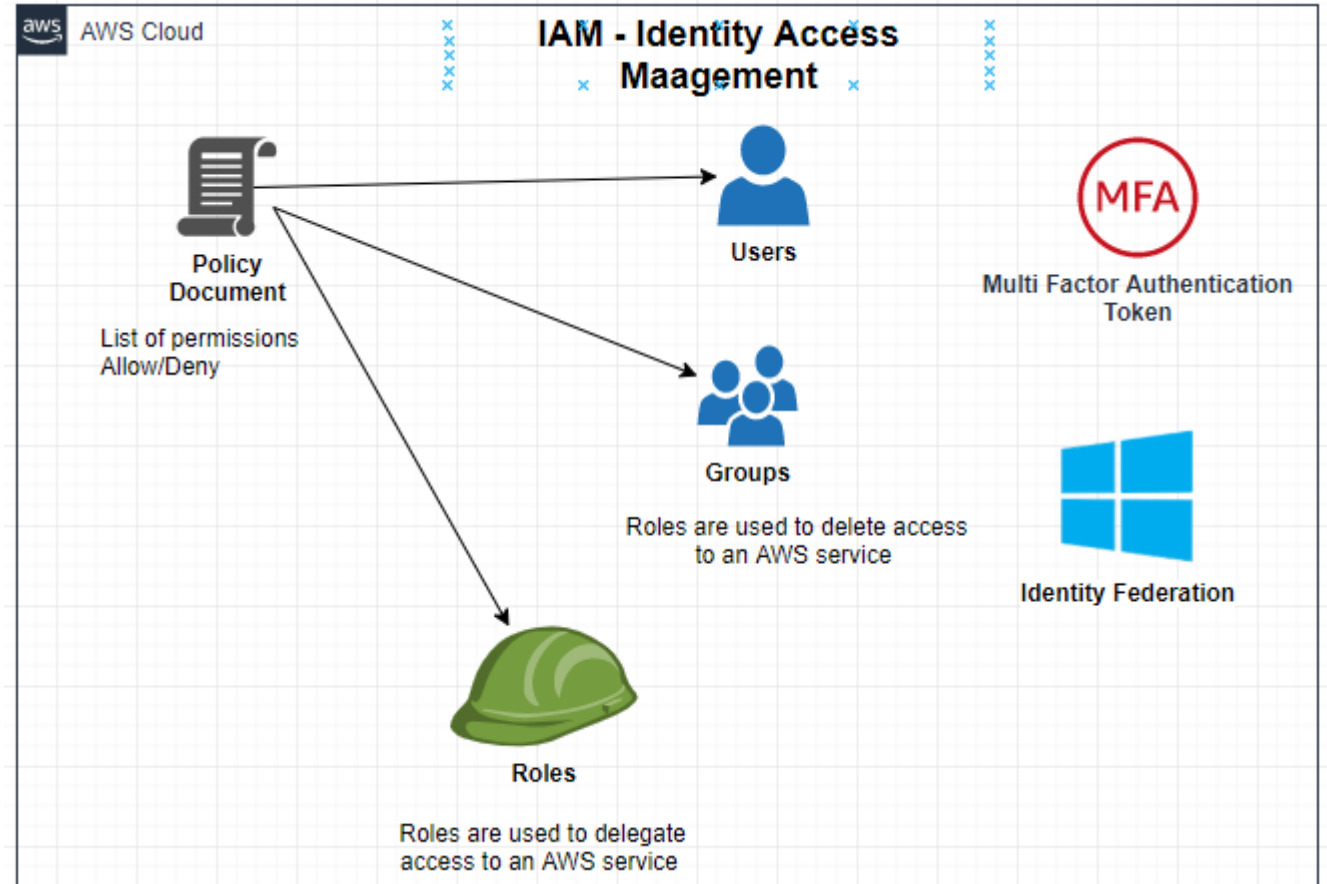 aws
AWS Cloud
IAM - Identity Access
Maagement
Policy
Document
List of permissions
Allow/Deny
Users
MFA
Multi Factor Authentication
Token
Groups
Roles are used to delete access
to an AWS service
Identity Federation
Roles
Roles are used to delegate
access to an AWS service